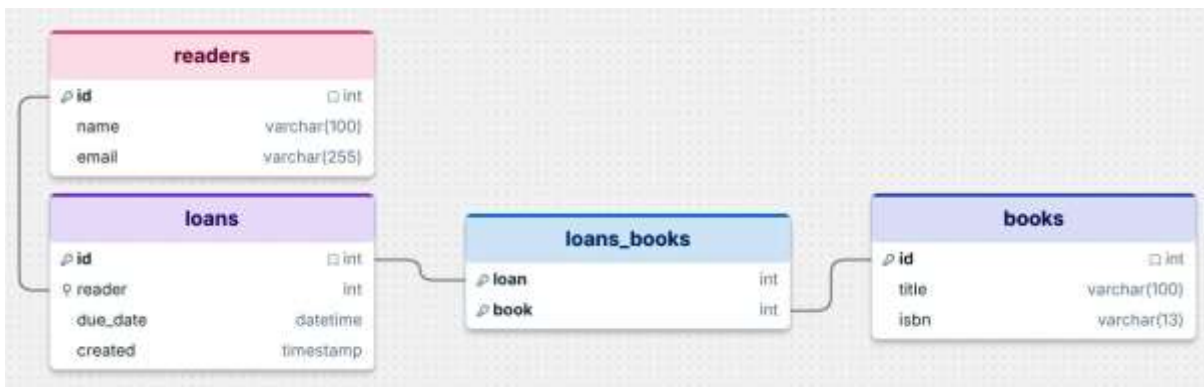 readers
id int
name varchar(100)
email varchar(255)
loans
id int
reader int
due_date datetime
created timestamp
loans_books
loan int
book int
books
id int
title varchar(100)
isbn varchar(13)